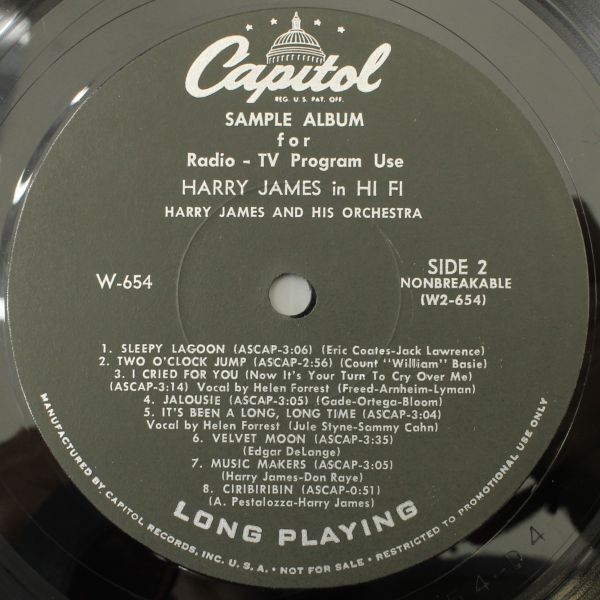 Capitol
REG. U.S. PAT. OFF.
SAMPLE ALBUM
for
Radio - TV Program Use
HARRY JAMES in HI FI
HARRY JAMES AND HIS ORCHESTRA
W-654
SIDE 2
NONBREAKABLE
(W2-654)
1. SLEEPY LAGOON (ASCAP-3:06) (Eric Coates-Jack Lawrence)
2. TWO O'CLOCK JUMP (ASCAP-2:56) (Count "William" Basie)
3. I CRIED FOR YOU (Now It's Your Turn To Cry Over Me)
(ASCAP-3:14) Vocal by Helen Forrest (Freed-Arnheim-Lyman)
4. JALOUSIE (ASCAP-3:05) (Gade-Ortega-Bloom)
5. IT'S BEEN A LONG, LONG TIME (ASCAP-3:04)
Vocal by Helen Forrest (Jule Styne-Sammy Cahn)
6. VELVET MOON (ASCAP-3:35)
(Edgar DeLange)
7. MUSIC MAKERS (ASCAP-3:05)
(Harry James-Don Raye)
8. CIRIBIRIBIN (ASCAP-0:51)
(A. Pestalozza-Harry James)
LONG PLAYING
MANUFACTURED BY CAPITOL RECORDS, INC. U.S.A. • NOT FOR SALE • RESTRICTED TO PROMOTIONAL USE ONLY